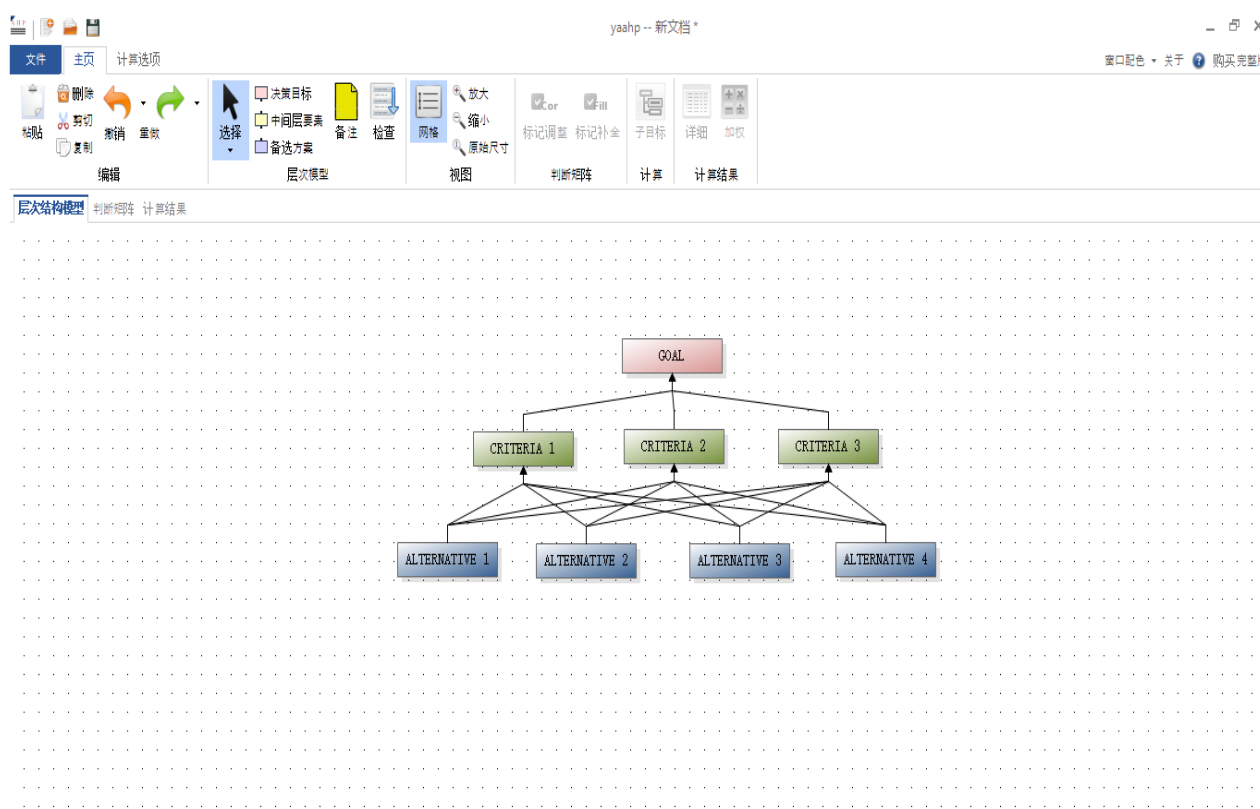 yaahp -- 新文档 *
文件 主页 计算选项 窗口配色 关于 购买完整
粘贴 删除 剪切 复制 撤销 重做 选择 决策目标 中间层要素 备选方案 备注 检查 网格 放大 缩小 原始尺寸 Cor 标记调整 Fill 标记补全 子目标 详细 加权
编辑 层次模型 视图 判断矩阵 计算 计算结果
层次结构模型 判断矩阵 计算结果
GOAL
CRITERIA 1 CRITERIA 2 CRITERIA 3
ALTERNATIVE 1 ALTERNATIVE 2 ALTERNATIVE 3 ALTERNATIVE 4